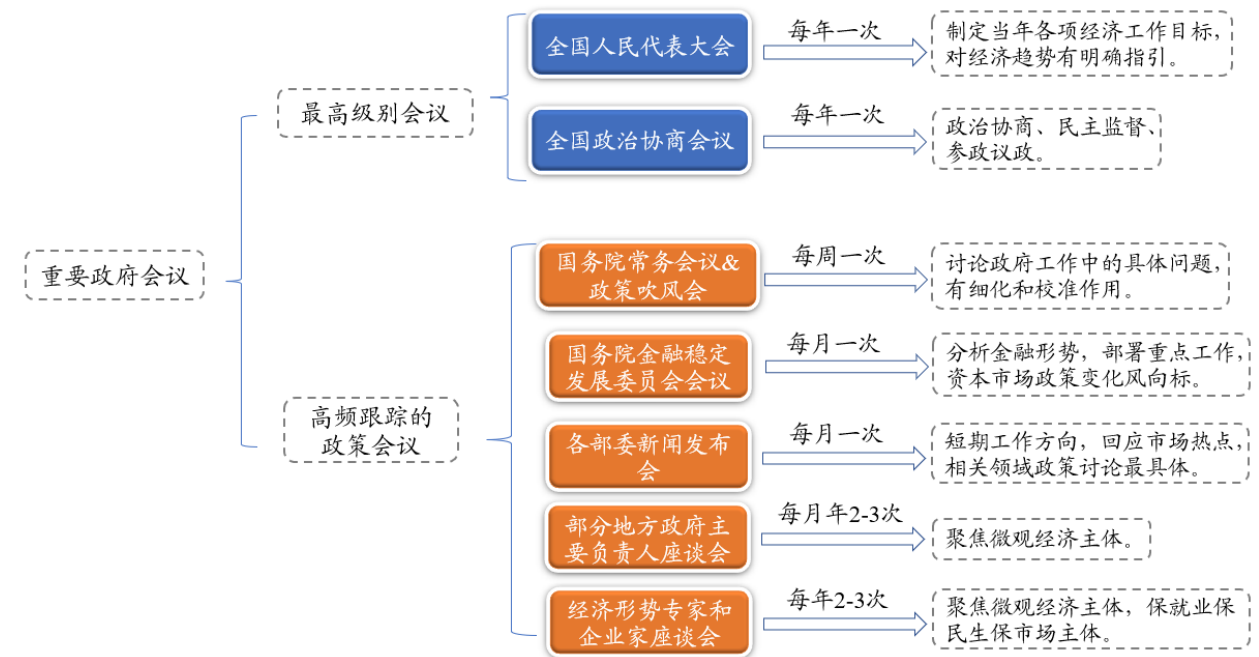 重要政府会议
最高级别会议
全国人民代表大会
每年一次
制定当年各项经济工作目标，
对经济趋势有明确指引。
全国政治协商会议
每年一次
政治协商、民主监督、
参政议政。
高频跟踪的
政策会议
国务院常务会议&
政策吹风会
每周一次
讨论政府工作中的具体问题，
有细化和校准作用。
国务院金融稳定
发展委员会会议
每月一次
分析金融形势，部署重点工作，
资本市场政策变化风向标。
各部委新闻发布
会
每月一次
短期工作方向，回应市场热点，
相关领域政策讨论最具体。
部分地方政府主
要负责人座谈会
每月年2-3次
聚焦微观经济主体。
经济形势专家和
企业家座谈会
每年2-3次
聚焦微观经济主体，保就业保
民生保市场主体。